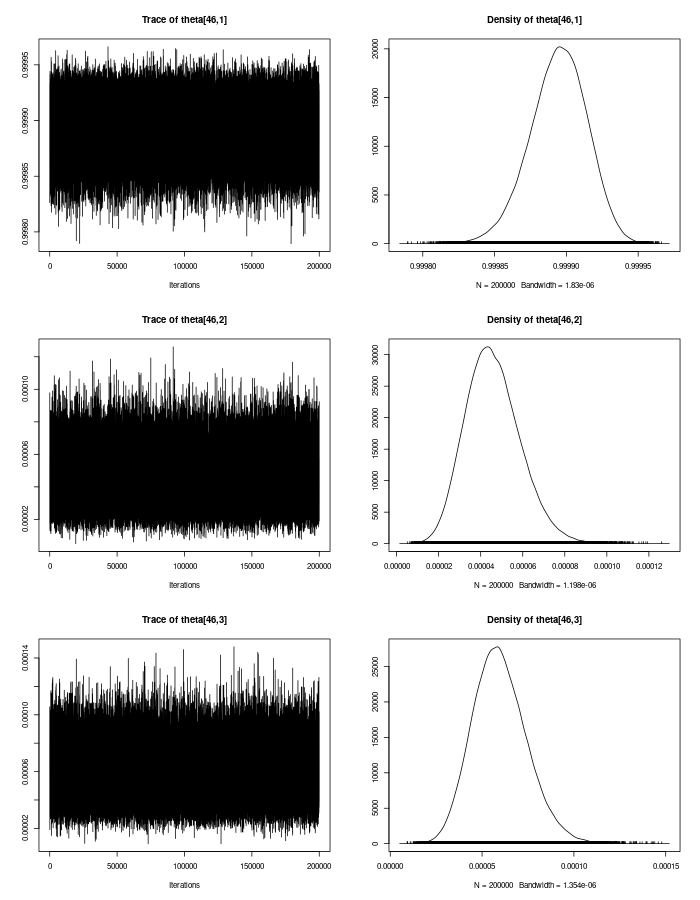 Trace of theta[46,1]
0.99980 0.99985 0.99990 0.99995
0 50000 100000 150000 200000
Iterations
Density of theta[46,1]
0 5000 10000 15000 20000
0.99980 0.99985 0.99990 0.99995
N = 200000 Bandwidth = 1.83e-06
Trace of theta[46,2]
0.00002 0.00006 0.00010
0 50000 100000 150000 200000
Iterations
Density of theta[46,2]
0 5000 10000 15000 20000 25000 30000
0.00000 0.00002 0.00004 0.00006 0.00008 0.00010 0.00012
N = 200000 Bandwidth = 1.198e-06
Trace of theta[46,3]
0.00002 0.00006 0.00010 0.00014
0 50000 100000 150000 200000
Iterations
Density of theta[46,3]
0 5000 10000 15000 20000 25000
0.00000 0.00005 0.00010 0.00015
N = 200000 Bandwidth = 1.354e-06